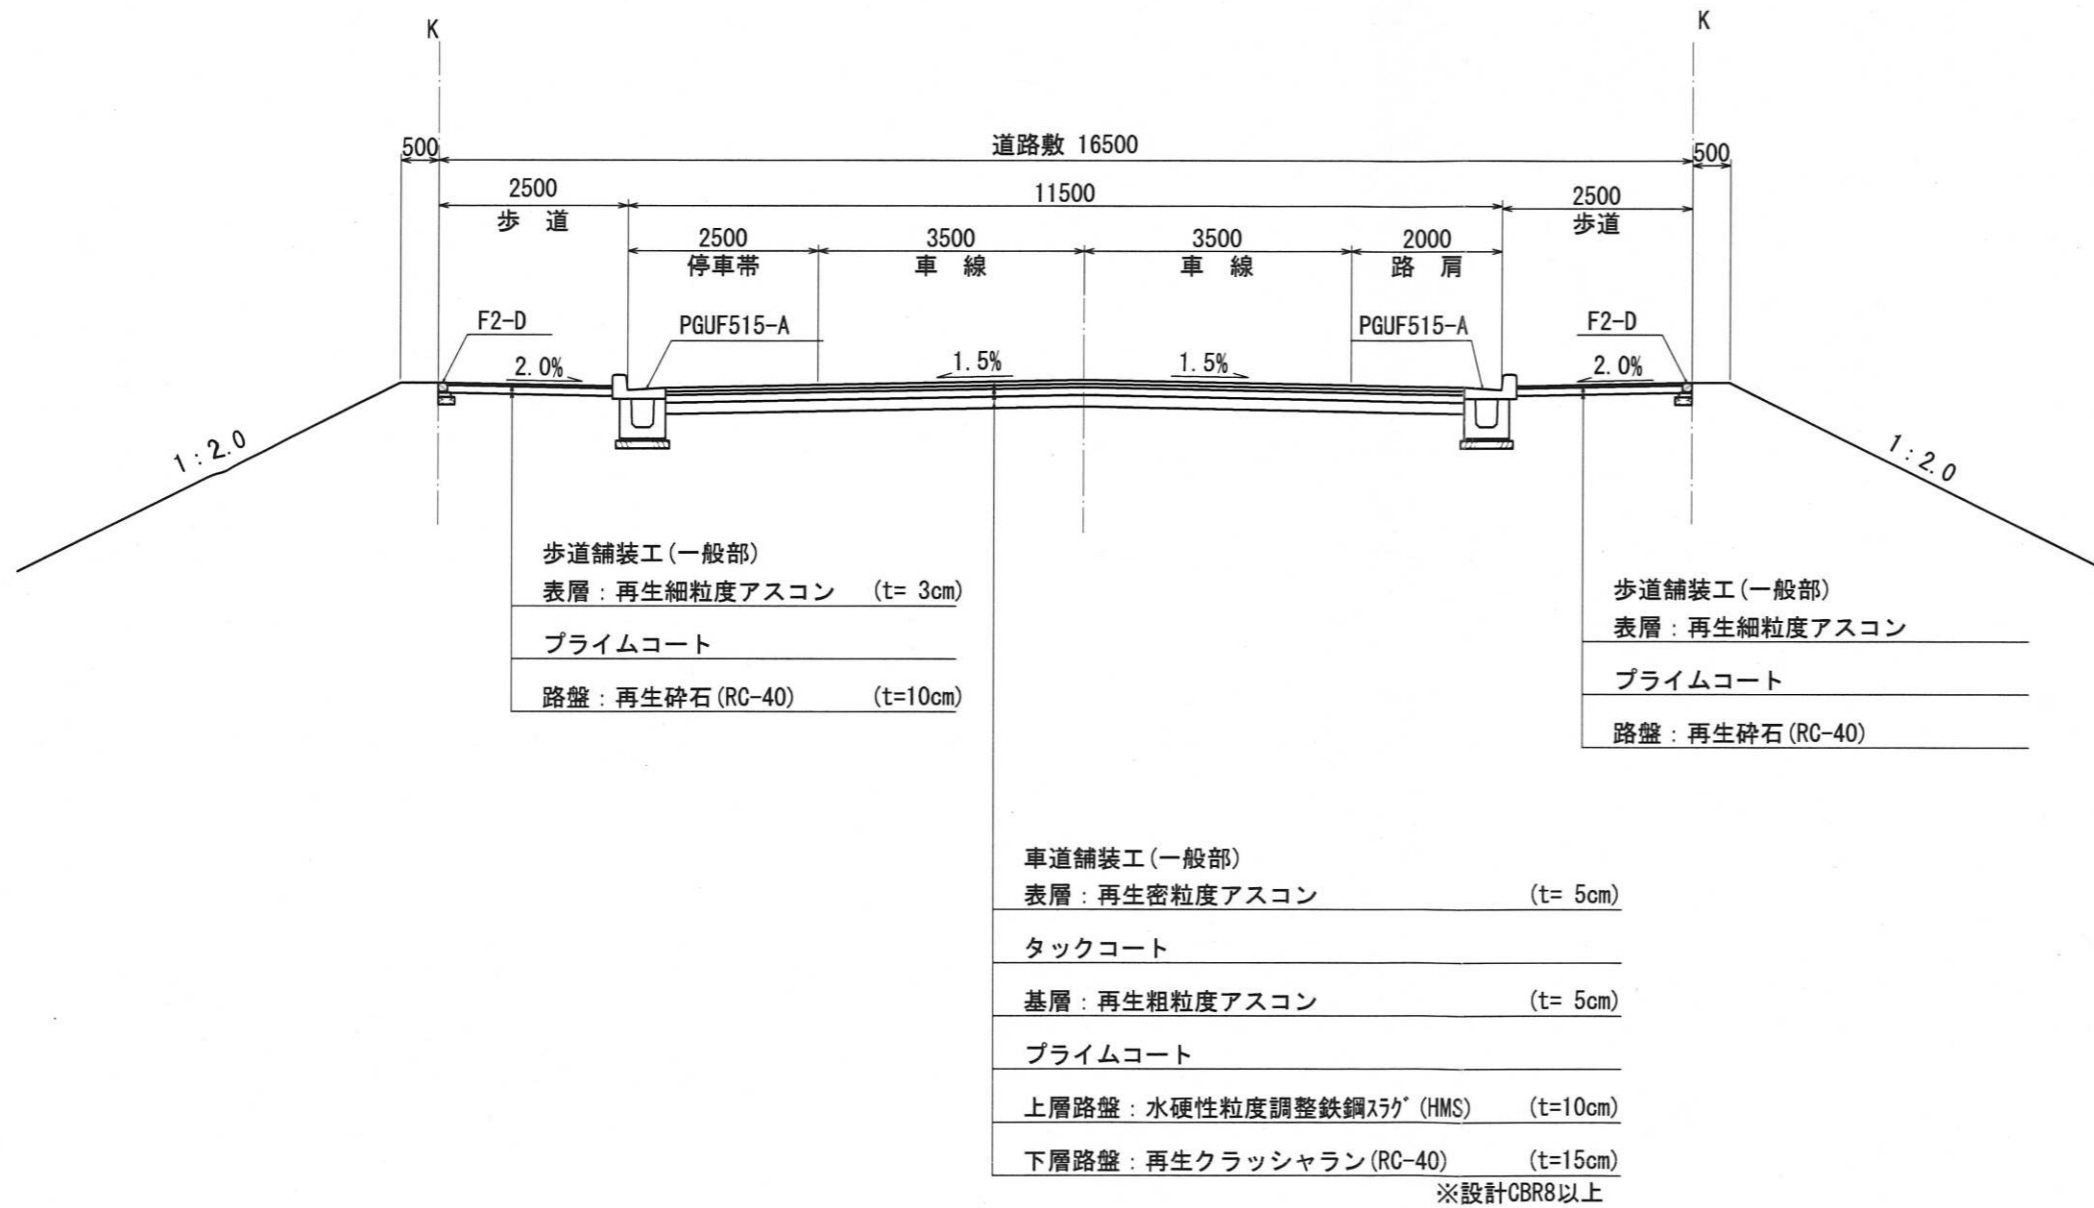 K
K
500
道路敷 16500
500
2500
11500
2500
歩 道
歩道
2500
3500
3500
2000
停車帯
車 線
車 線
路 肩
F2-D
PGUF515-A
PGUF515-A
F2-D
2.0%
1.5%
1.5%
2.0%
1:2.0
1:2.0
歩道舗装工(一般部)
表層:再生細粒度アスコン (t= 3cm)
プライムコート
路盤:再生砕石(RC-40) (t=10cm)
歩道舗装工(一般部)
表層:再生細粒度アスコン
プライムコート
路盤:再生砕石(RC-40)
車道舗装工(一般部)
表層:再生密粒度アスコン (t= 5cm)
タックコート
基層:再生粗粒度アスコン (t= 5cm)
プライムコート
上層路盤:水硬性粒度調整鉄鋼ｽﾗｸﾞ(HMS) (t=10cm)
下層路盤:再生クラッシャラン(RC-40) (t=15cm)
※設計CBR8以上